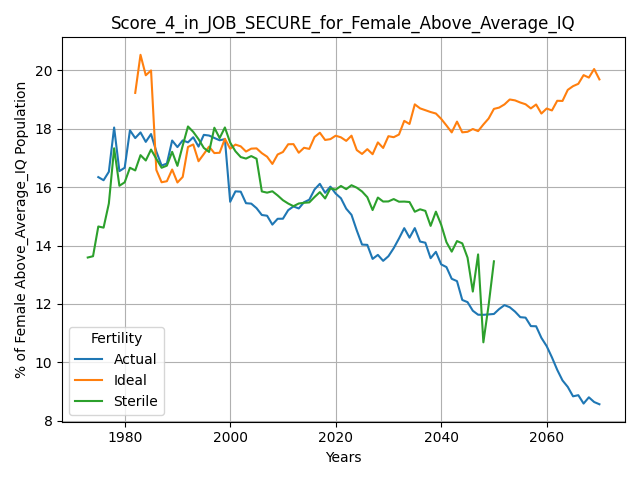 Score_4_in_JOB_SECURE_for_Female_Above_Average_IQ
% of Female Above_Average_IQ Population
20
18
16
14
12
10
8
Fertility
Actual
Ideal
Sterile
1980 2000 2020 2040 2060
Years